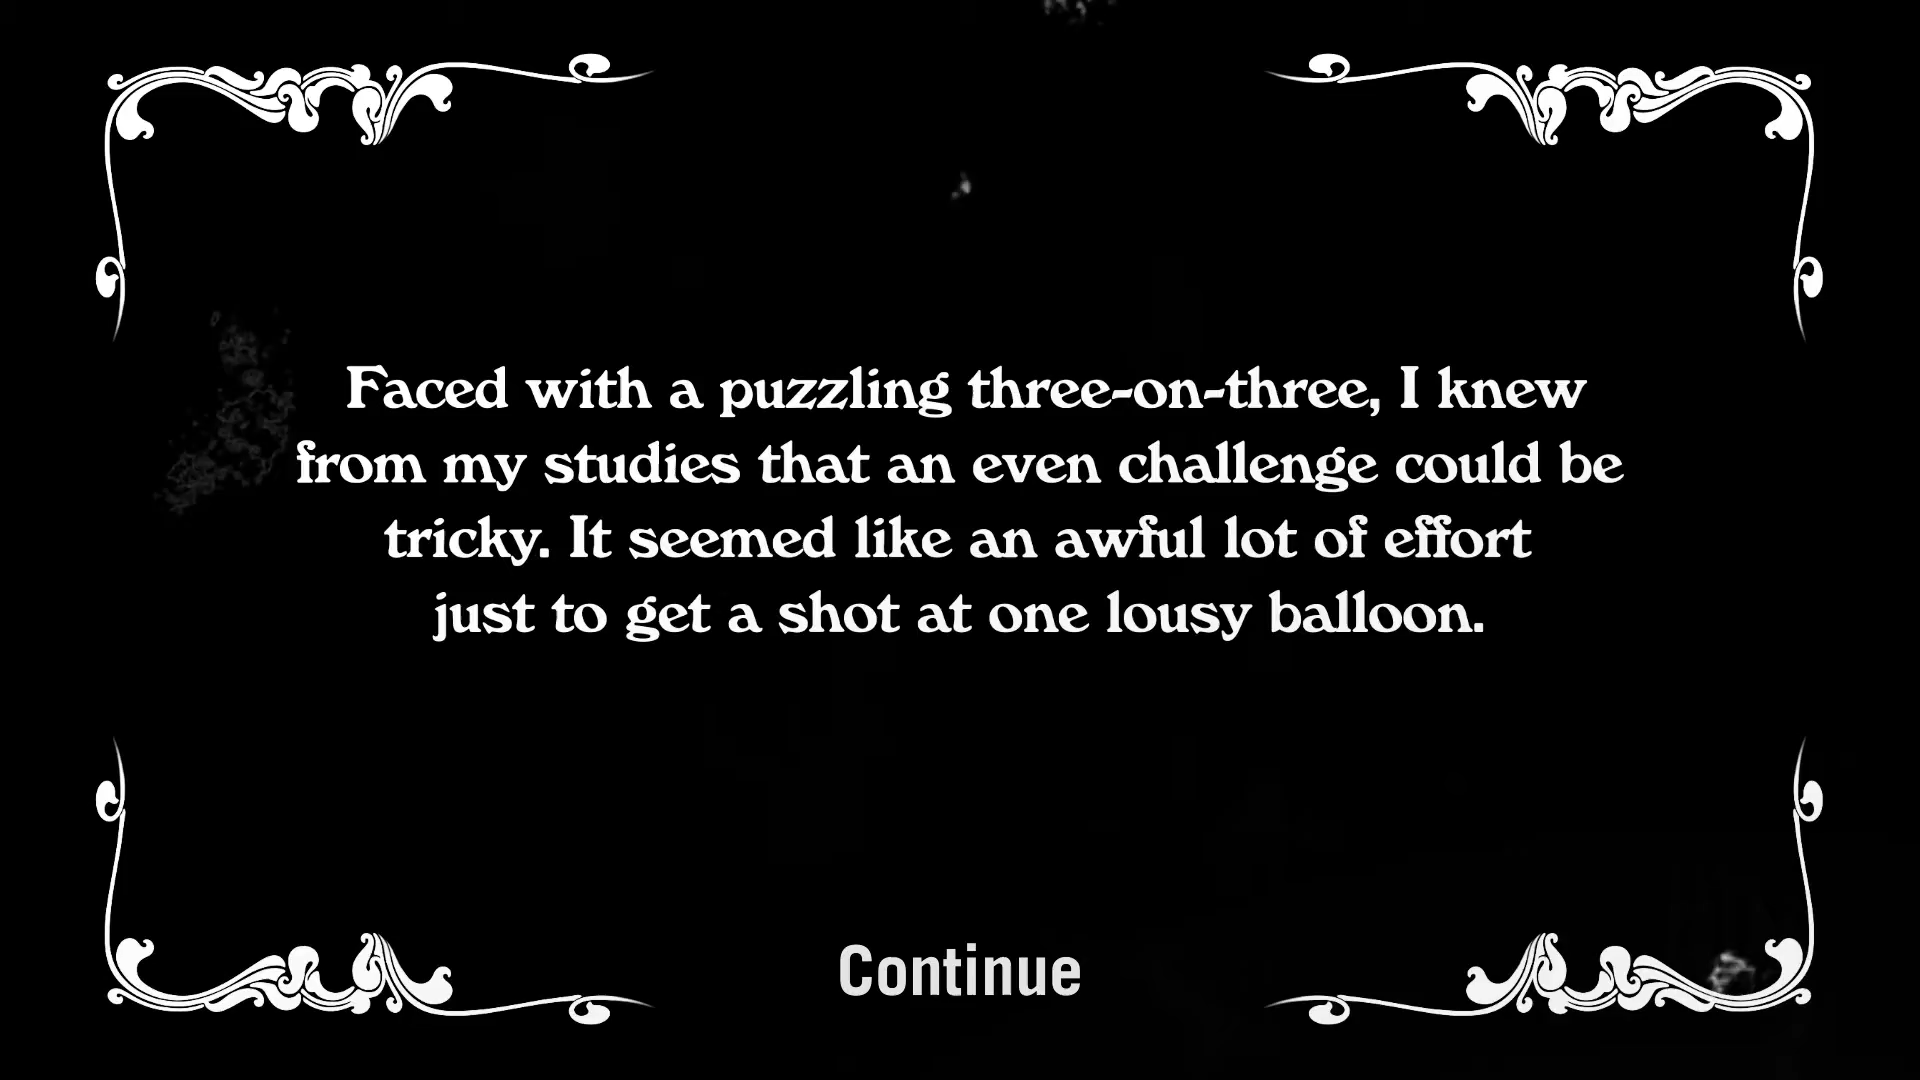 Faced with a puzzling three-on-three, I knew
from my studies that an even challenge could be
tricky. It seemed like an awful lot of effort
just to get a shot at one lousy balloon.
Continue